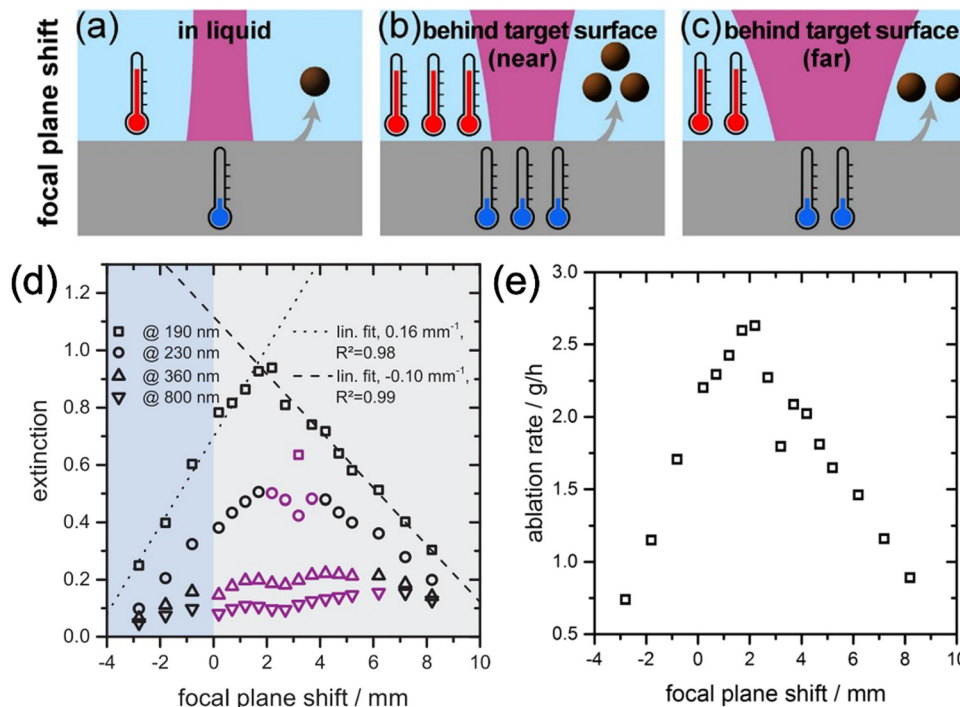 focal plane shift
(a)
in liquid
(b)
behind target surface
(near)
(c)
behind target surface
(far)
(d)
extinction
1.2
1.0
0.8
0.6
0.4
0.2
0.0
@ 190 nm
@ 230 nm
@ 360 nm
@ 800 nm
lin. fit, 0.16 mm⁻¹,
R²=0.98
lin. fit, -0.10 mm⁻¹,
R²=0.99
-4 -2 0 2 4 6 8 10
focal plane shift / mm
(e)
ablation rate / g/h
3.0
2.5
2.0
1.5
1.0
0.5
-4 -2 0 2 4 6 8 10
focal plane shift / mm